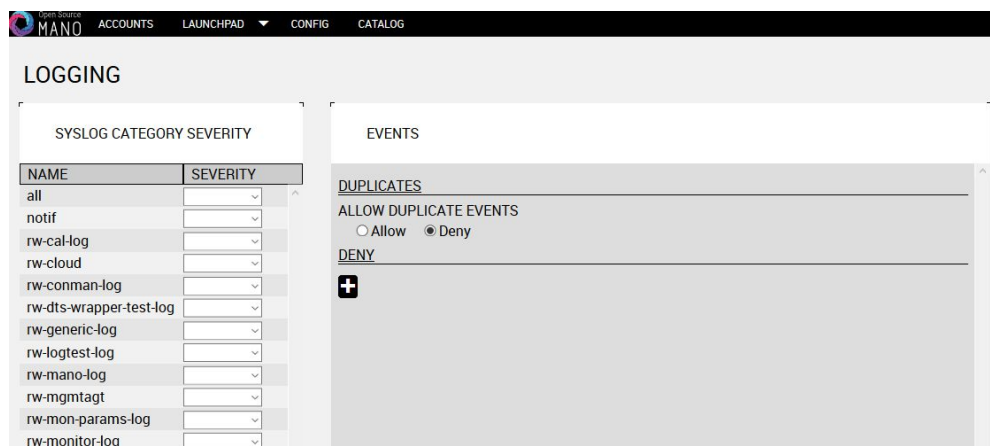 Open Source
MANO ACCOUNTS LAUNCHPAD CONFIG CATALOG
LOGGING
SYSLOG CATEGORY SEVERITY
NAME SEVERITY
all
notif
rw-cal-log
rw-cloud
rw-conman-log
rw-dts-wrapper-test-log
rw-generic-log
rw-logtest-log
rw-mano-log
rw-mgmtagt
rw-mon-params-log
rw-monitor-log
EVENTS
DUPLICATES
ALLOW DUPLICATE EVENTS
Allow Deny
DENY